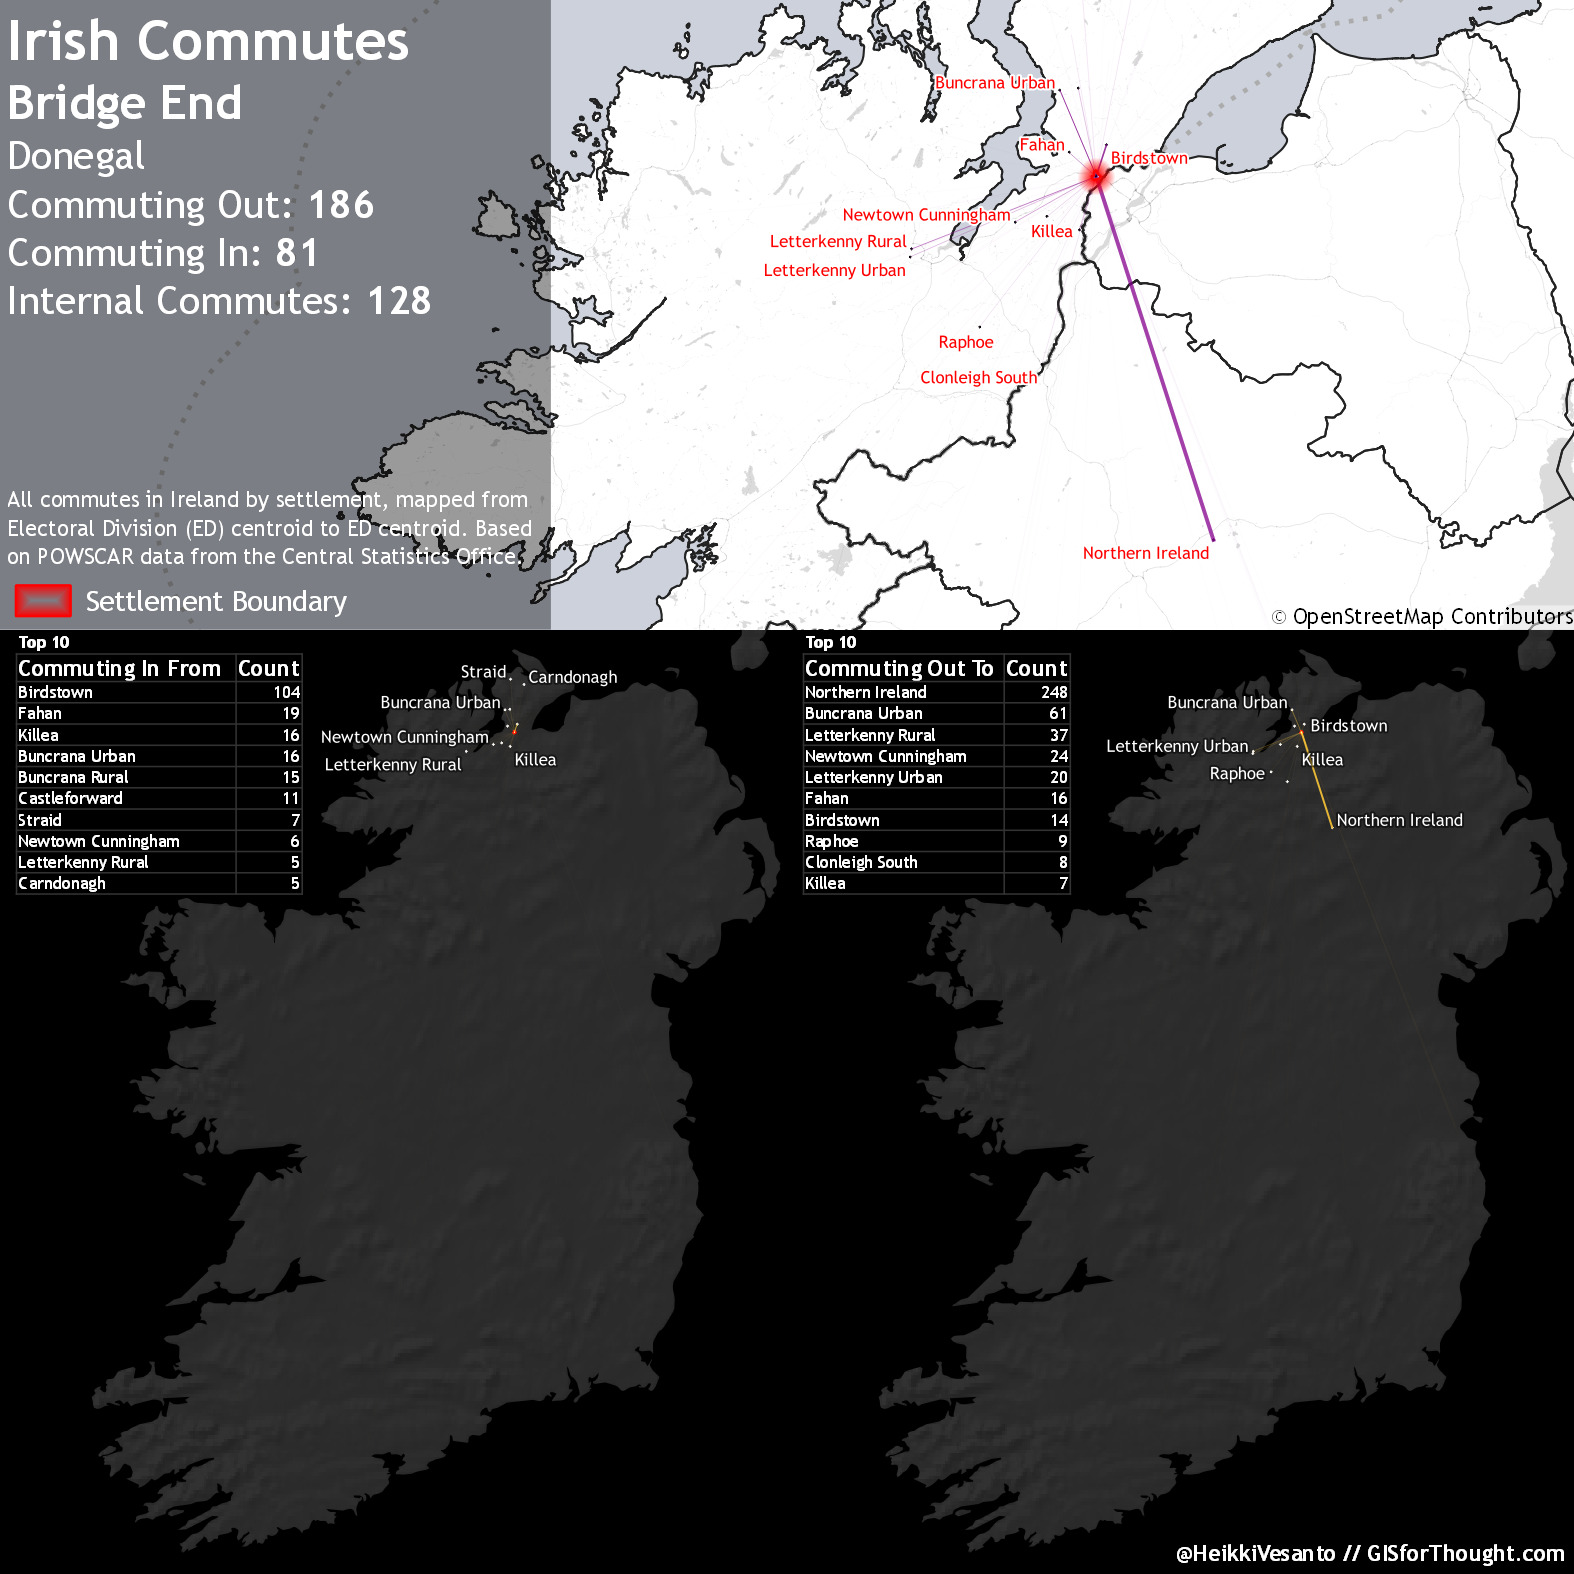 Irish Commutes
Bridge End
Donegal
Commuting Out: 186
Commuting In: 81
Internal Commutes: 128
All commutes in Ireland by settlement, mapped from
Electoral Division (ED) centroid to ED centroid. Based
on POWSCAR data from the Central Statistics Office.
Settlement Boundary
Buncrana Urban
Fahan
Birdstown
Newtown Cunningham
Killea
Letterkenny Rural
Letterkenny Urban
Raphoe
Clonleigh South
Northern Ireland
© OpenStreetMap Contributors
Top 10
Commuting In From Count
Birdstown 104
Fahan 19
Killea 16
Buncrana Urban 16
Buncrana Rural 15
Castleforward 11
Straid 7
Newtown Cunningham 6
Letterkenny Rural 5
Carndonagh 5
Straid
Carndonagh
Buncrana Urban
Newtown Cunningham
Letterkenny Rural
Killea
Top 10
Commuting Out To Count
Northern Ireland 248
Buncrana Urban 61
Letterkenny Rural 37
Newtown Cunningham 24
Letterkenny Urban 20
Fahan 16
Birdstown 14
Raphoe 9
Clonleigh South 8
Killea 7
Buncrana Urban
Birdstown
Letterkenny Urban
Killea
Raphoe
Northern Ireland
@HeikkiVesanto // GISforThought.com